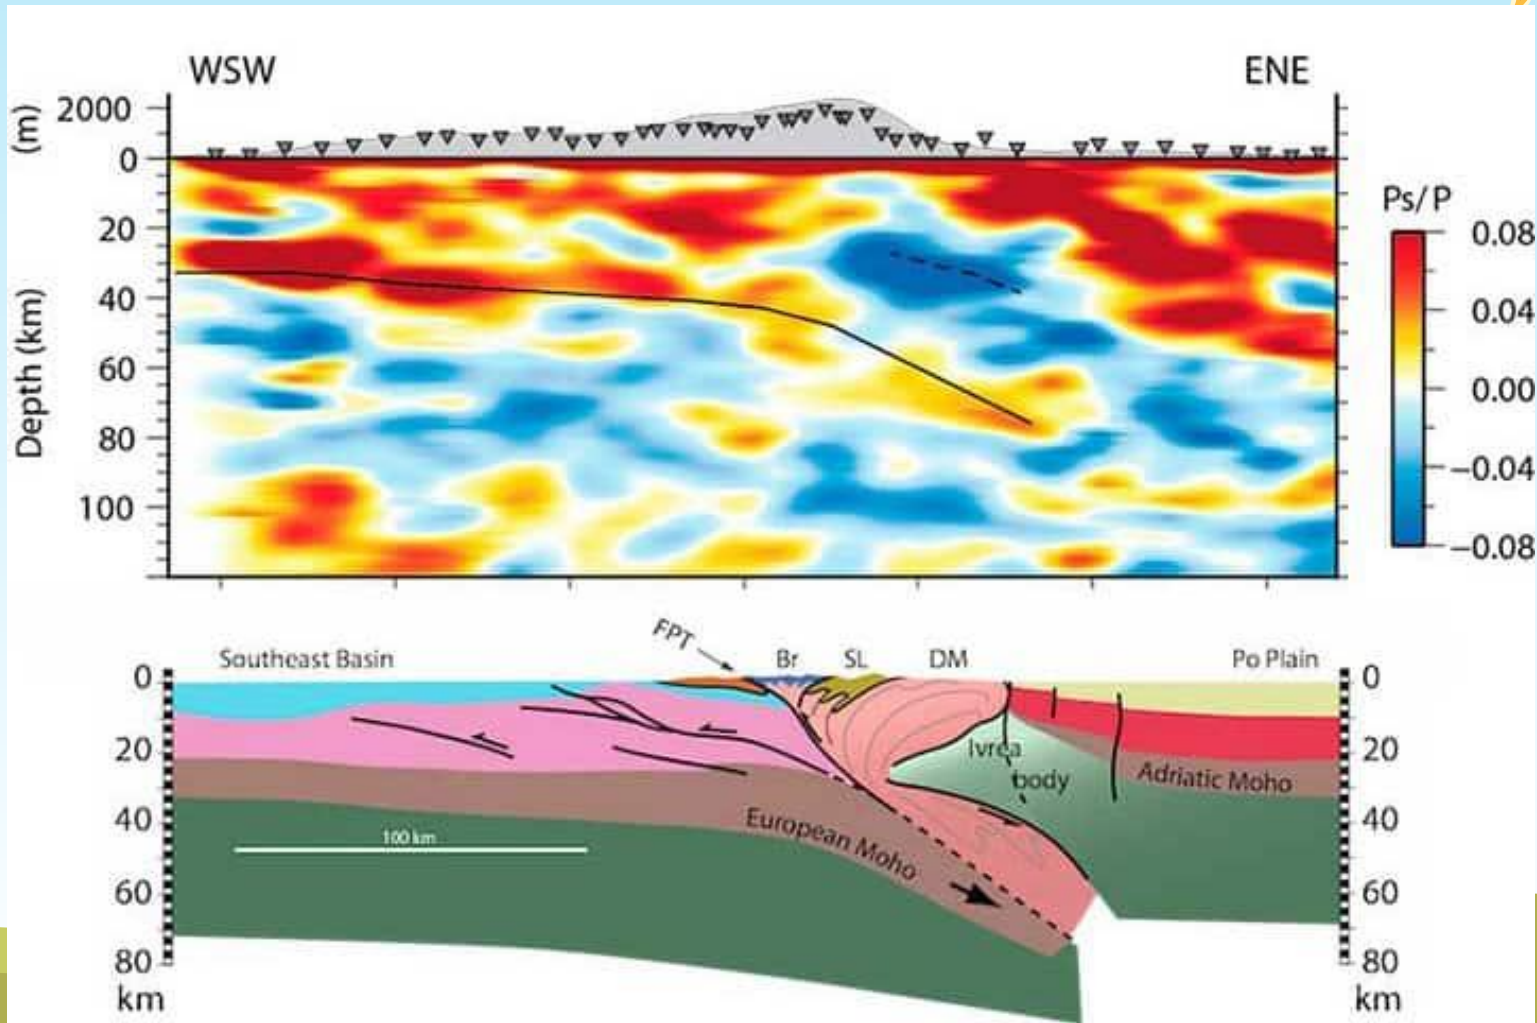 WSW ENE
(m)
2000
0
20
40
60
80
100
Depth (km)
Ps/P
0.08
0.04
0.00
−0.04
−0.08
Southeast Basin FPT Br SL DM Po Plain
0 0
20 20
40 40
60 60
80 80
km km
Ivrea
body
Adriatic Moho
European Moho
100 km